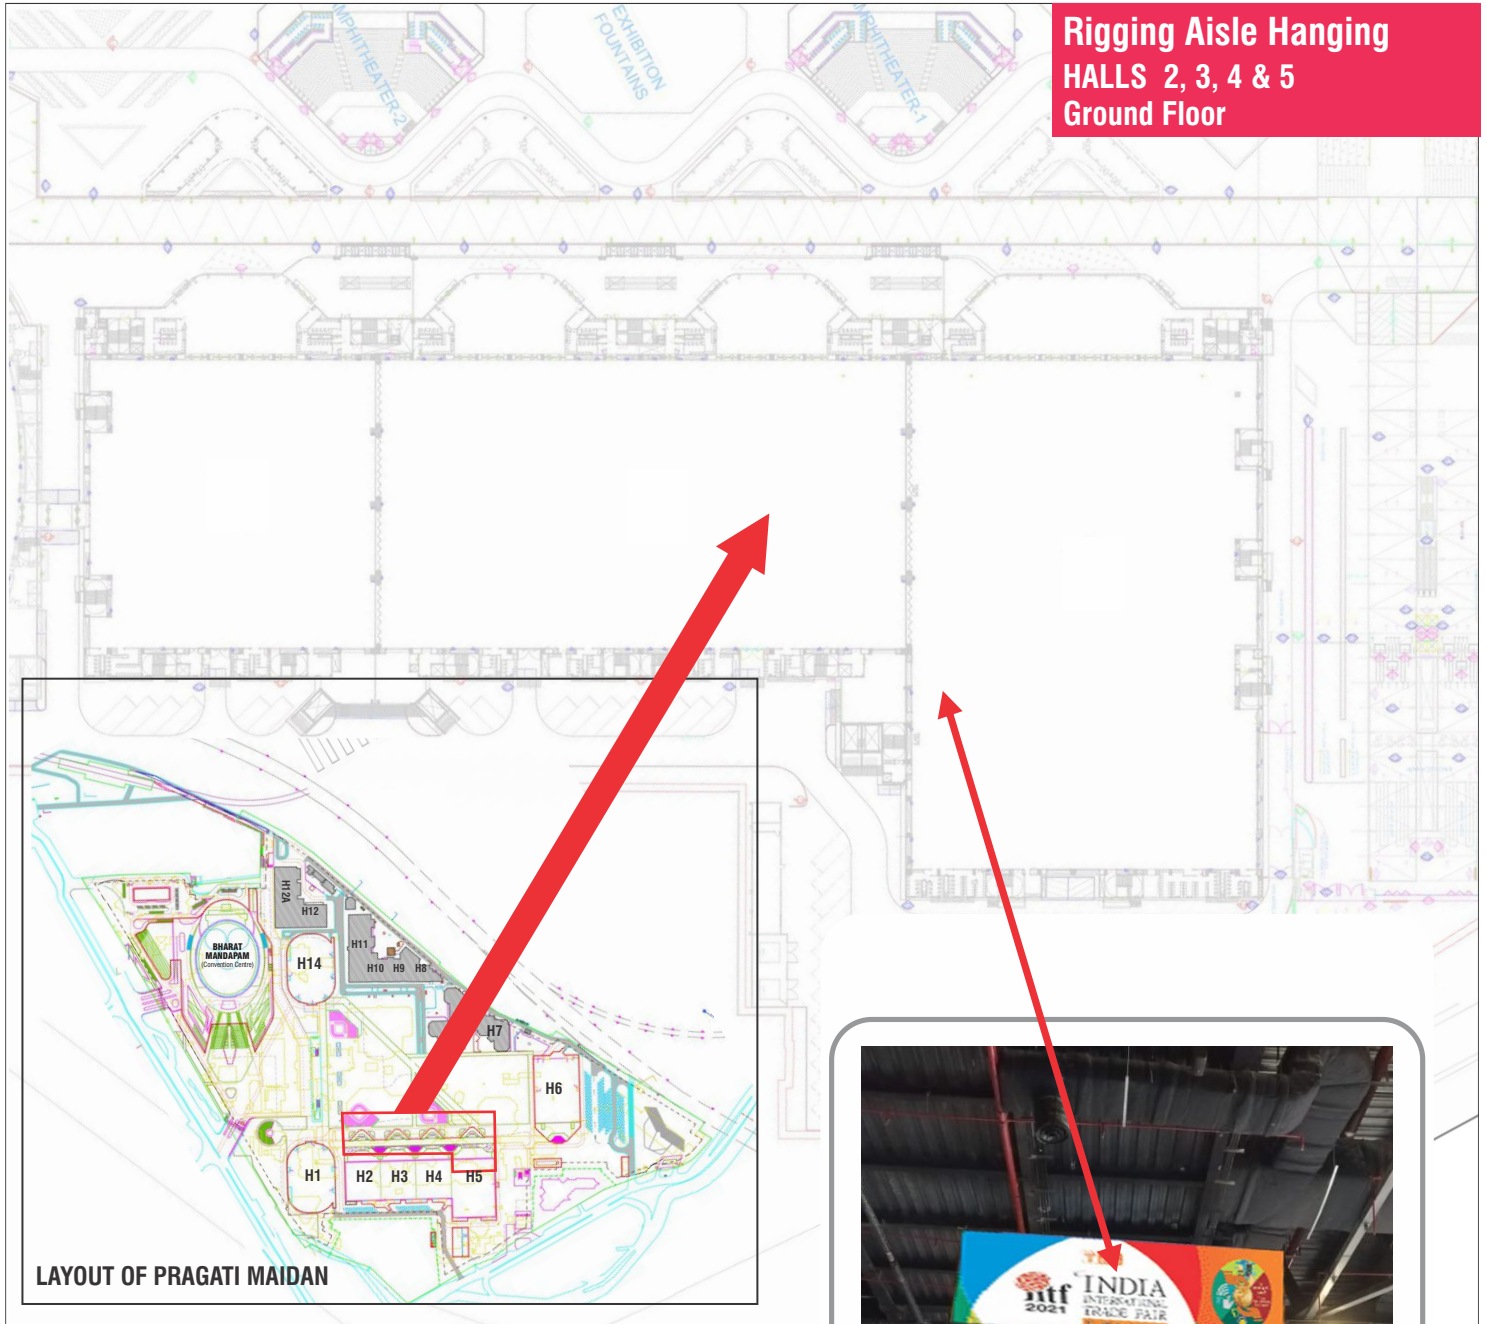 AMPHITHEATER-2
EXHIBITION
FOUNTAINS
AMPHITHEATER-1
Rigging Aisle Hanging
HALLS 2, 3, 4 & 5
Ground Floor
H12A
H12
BHARAT
MANDAPAM
(Convention Centre)
H14
H11
H10 H9 H8
H7
H6
H1
H2 H3 H4 H5
LAYOUT OF PRAGATI MAIDAN
iitf
2021
INDIA
INTERNATIONAL
TRADE FAIR